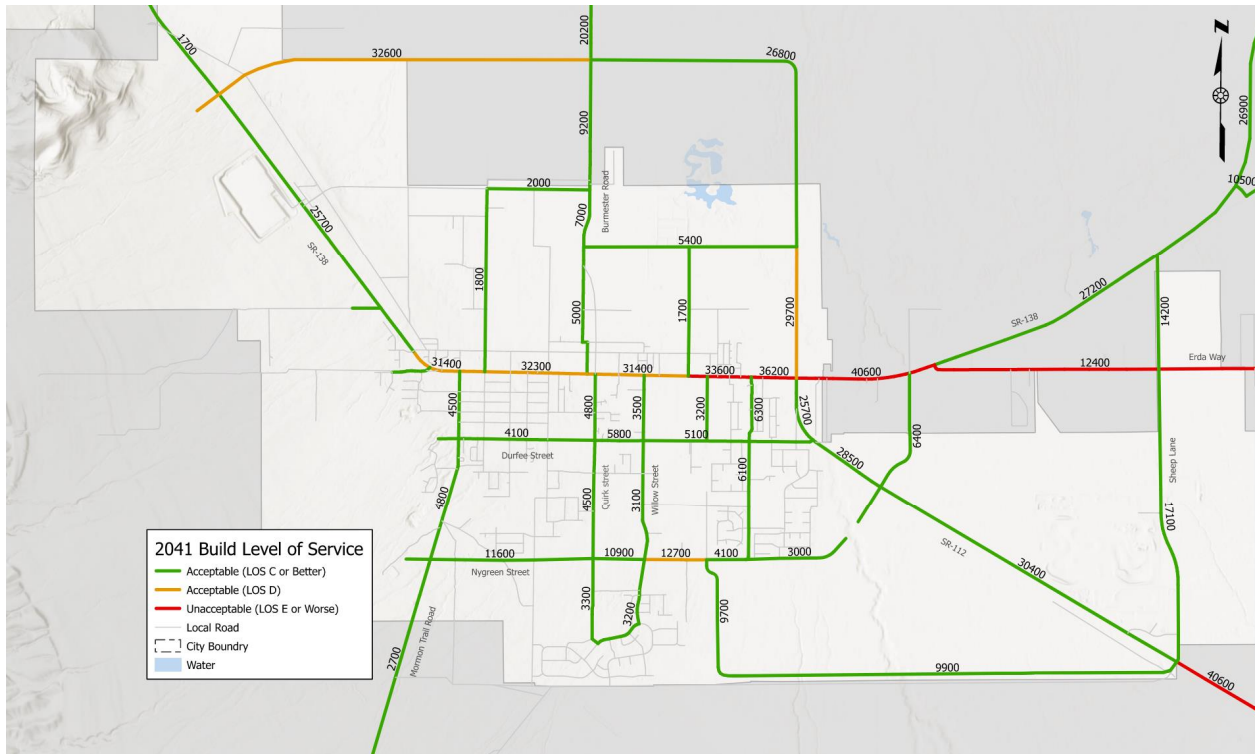 1700
32600
20200
26800
26900
10500
9200
2000
7000
Burmester Road
25700
SR-138
5400
1800
5000
1700
29700
27200
SR-138
14200
31400
32300
31400
33600
36200
40600
12400
Erda Way
4500
4800
3500
3200
6300
25700
6400
4100
5800
5100
Durfee Street
28500
4800
4500
Quirk street
3100
Willow Street
6100
Sheep Lane
17100
11600
10900
12700
4100
3000
Nygreen Street
SR-112
30400
3300
3200
9700
2700
Mormon Trail Road
9900
40600
2041 Build Level of Service
Acceptable (LOS C or Better)
Acceptable (LOS D)
Unacceptable (LOS E or Worse)
Local Road
City Boundry
Water
N